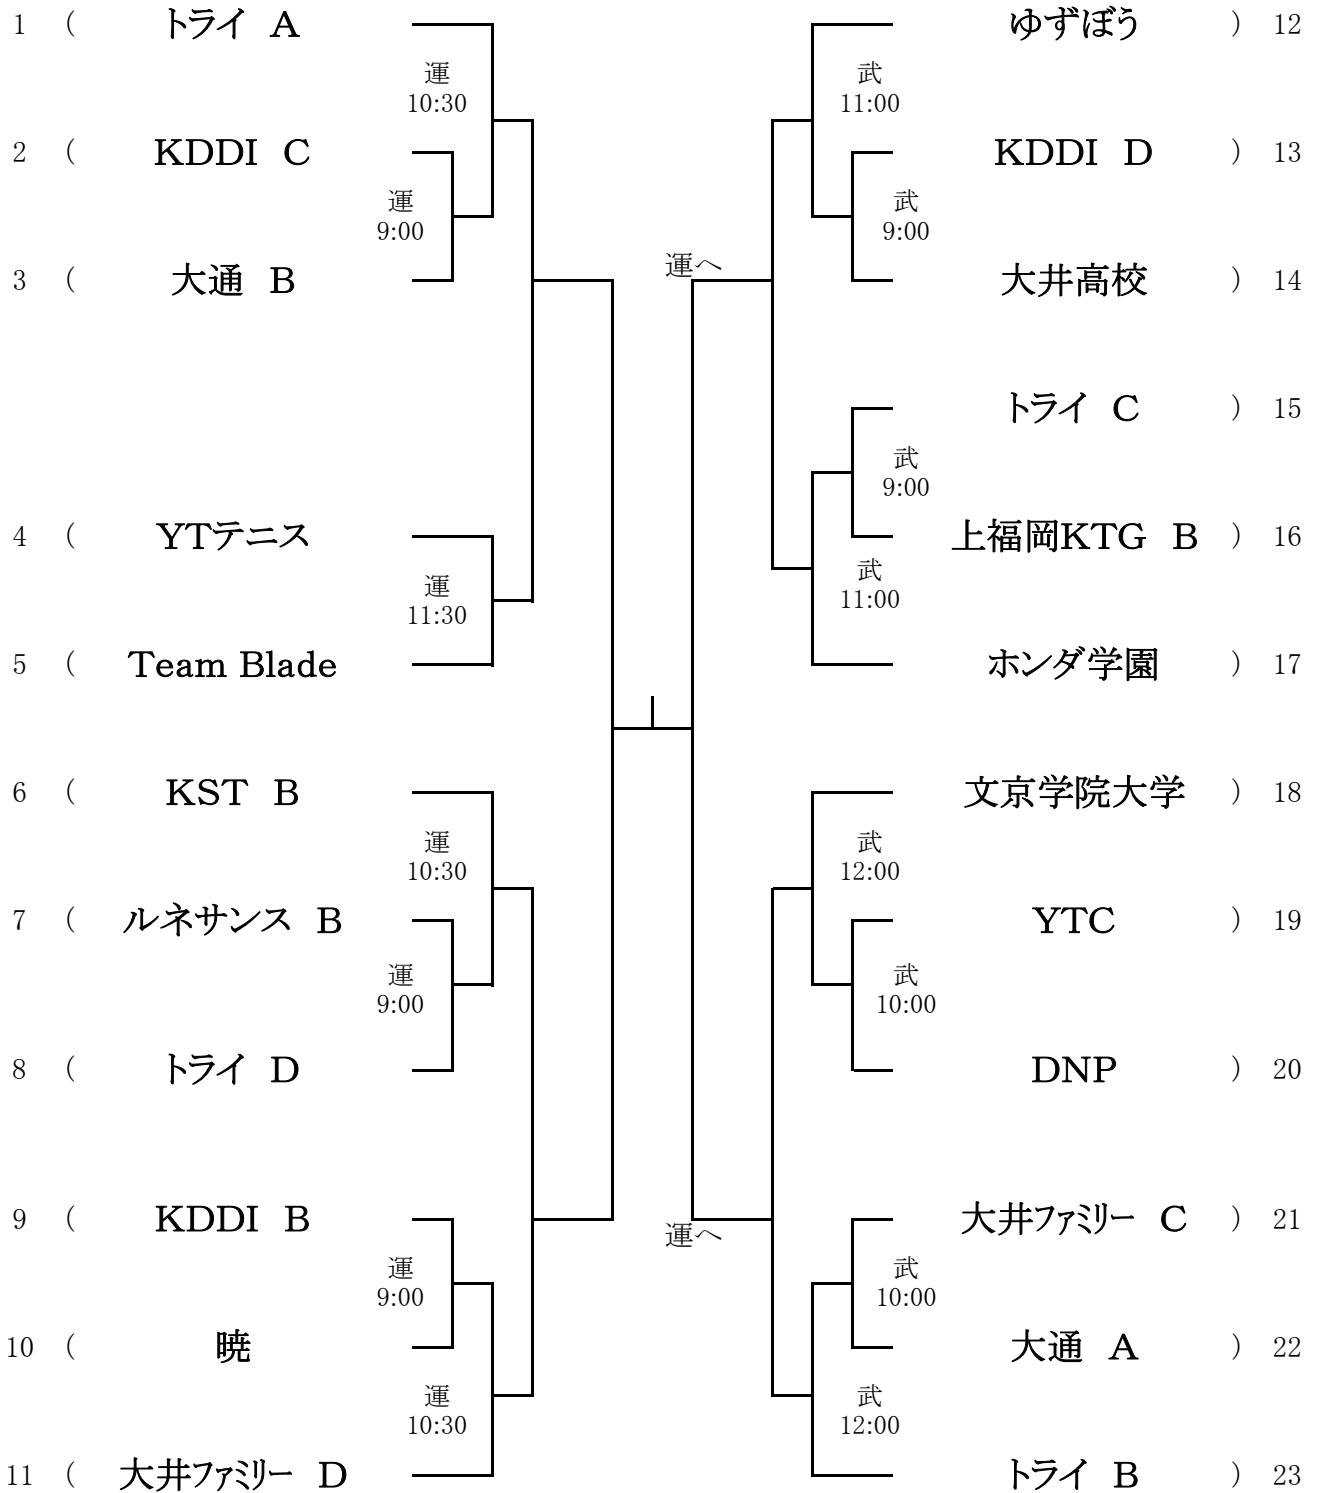 1 ( トライ A
運
10:30
2 ( KDDI C
運
9:00
3 ( 大通 B
4 ( YTテニス
運
11:30
5 ( Team Blade
6 ( KST B
運
10:30
7 ( ルネサンス B
運
9:00
8 ( トライ D
9 ( KDDI B
運
9:00
10 ( 暁
運
10:30
11 ( 大井ファミリー D
運へ
運へ
ゆずぼう ) 12
武
11:00
KDDI D ) 13
武
9:00
大井高校 ) 14
トライ C ) 15
武
9:00
上福岡KTG B ) 16
武
11:00
ホンダ学園 ) 17
文京学院大学 ) 18
武
12:00
YTC ) 19
武
10:00
DNP ) 20
大井ファミリー C ) 21
武
10:00
大通 A ) 22
武
12:00
トライ B ) 23